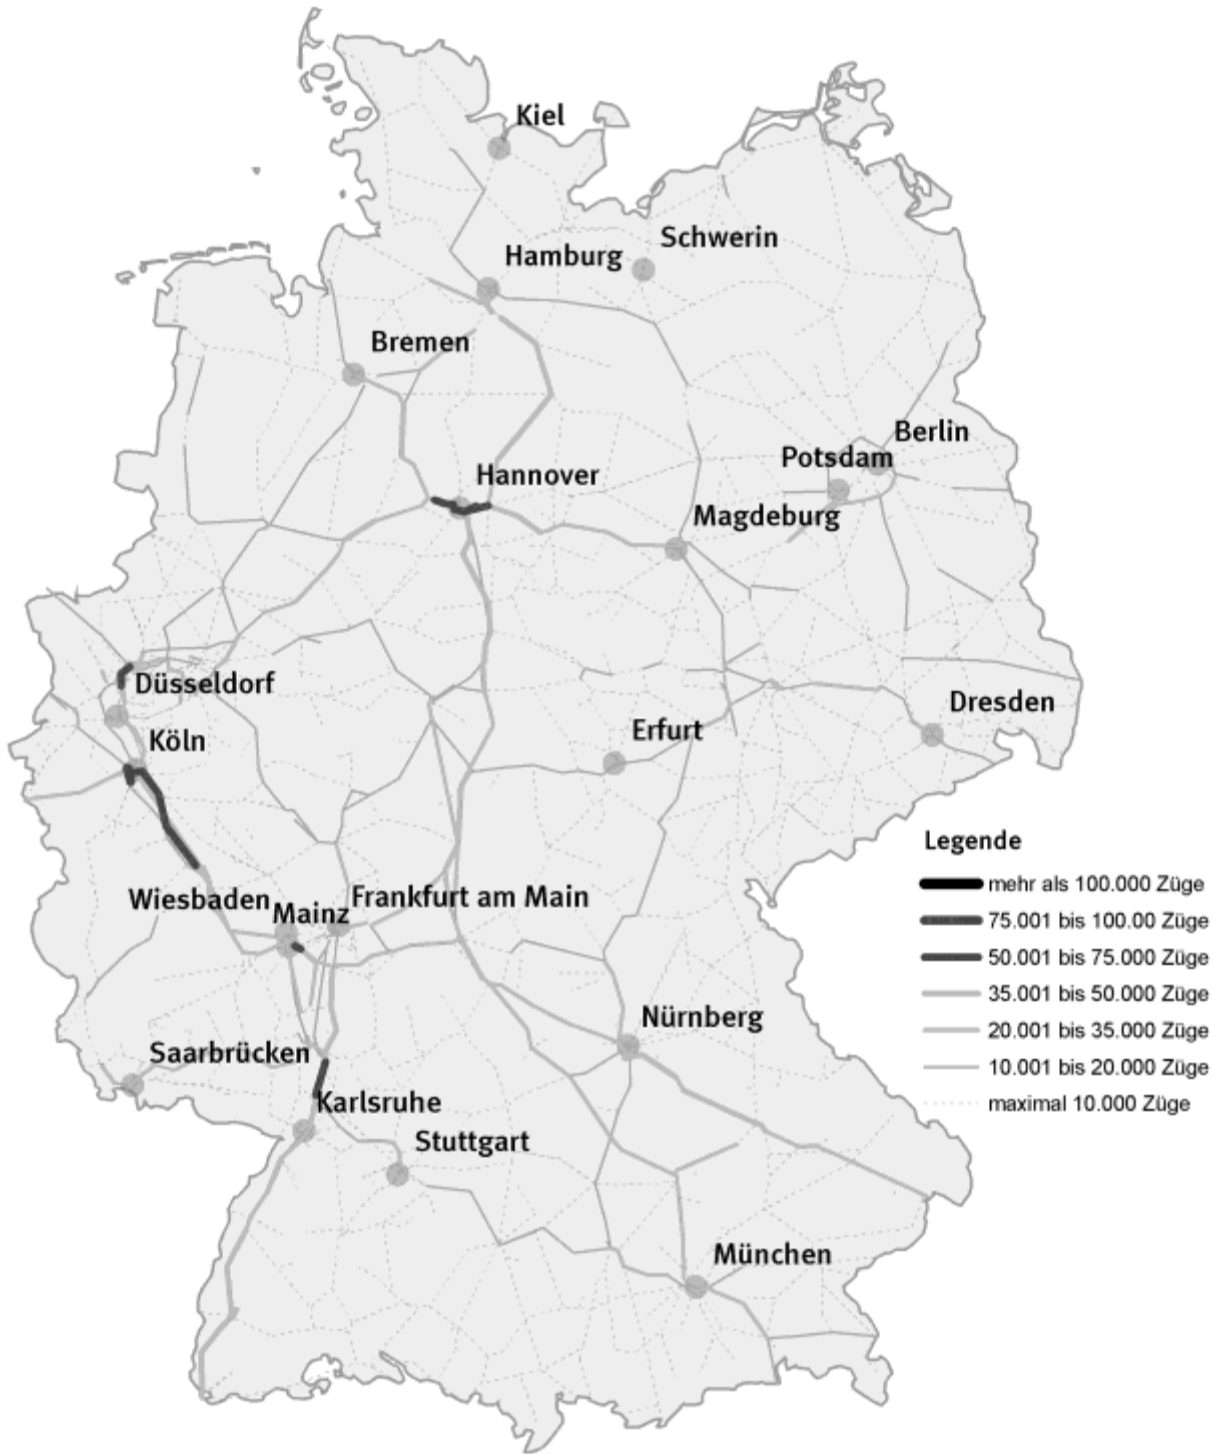 Kiel
Schwerin
Hamburg
Bremen
Berlin
Potsdam
Hannover
Magdeburg
Düsseldorf
Dresden
Erfurt
Köln
Legende
mehr als 100.000 Züge
75.001 bis 100.00 Züge
50.001 bis 75.000 Züge
35.001 bis 50.000 Züge
20.001 bis 35.000 Züge
10.001 bis 20.000 Züge
maximal 10.000 Züge
Wiesbaden
Mainz
Frankfurt am Main
Nürnberg
Saarbrücken
Karlsruhe
Stuttgart
München